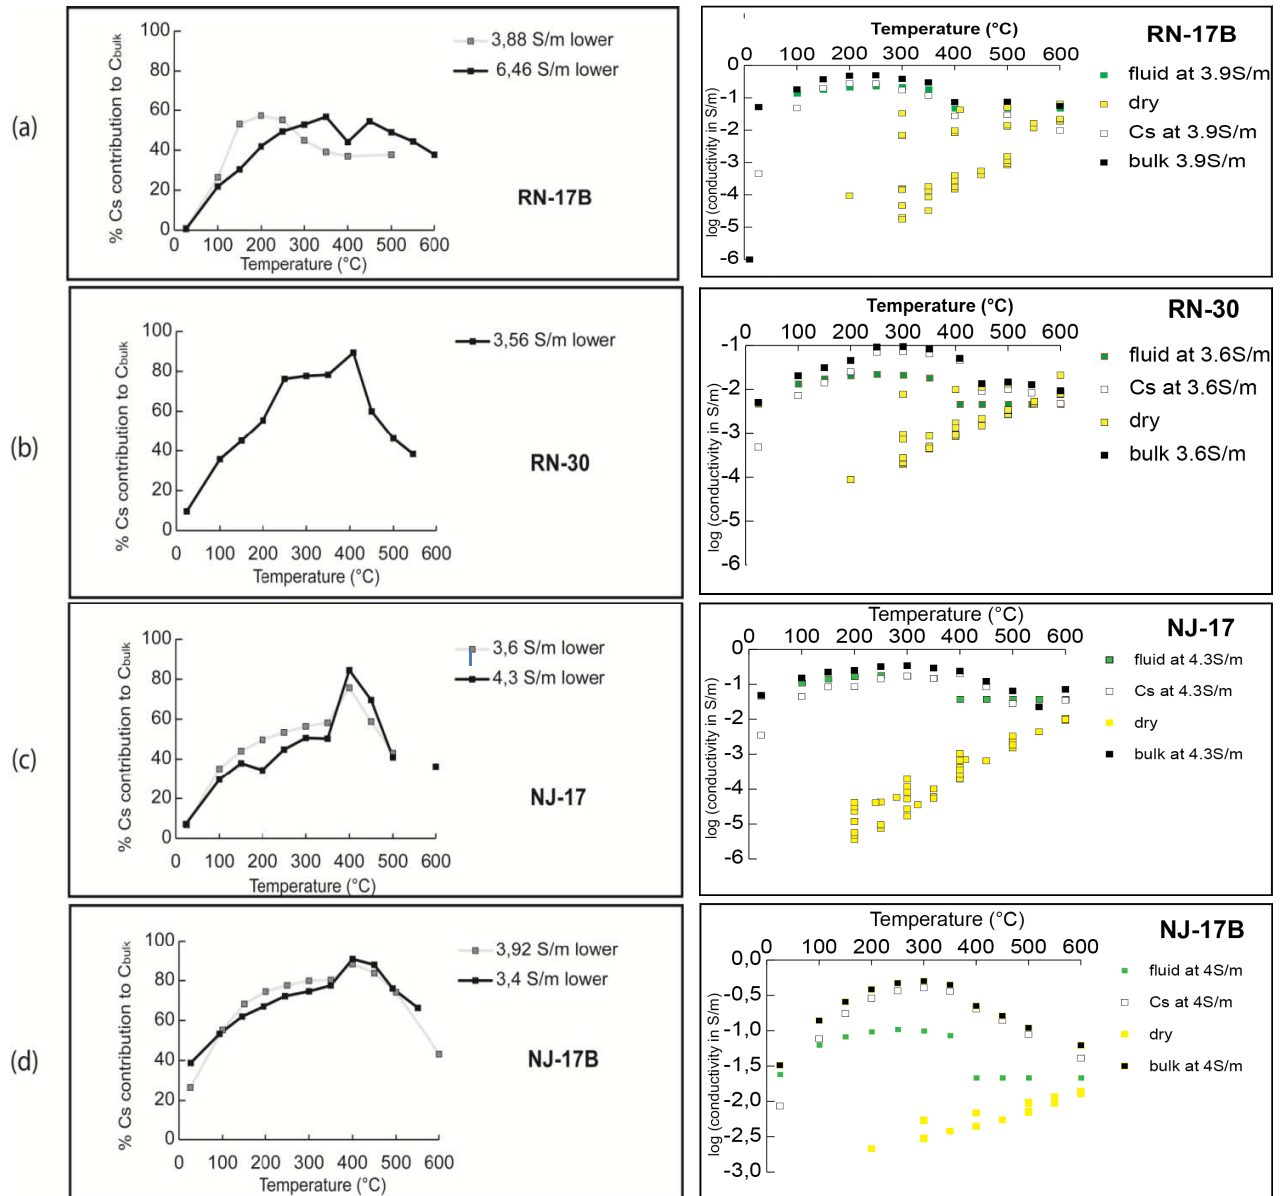 (a)
% Cs contribution to Cbulk
100
80
60
40
20
0
0 100 200 300 400 500 600
Temperature (°C)
3,88 S/m lower
6,46 S/m lower
RN-17B
Temperature (°C)
0 100 200 300 400 500 600
log (conductivity in S/m)
0
-1
-2
-3
-4
-5
-6
RN-17B
fluid at 3.9S/m
dry
Cs at 3.9S/m
bulk 3.9S/m
(b)
% Cs contribution to Cbulk
100
80
60
40
20
0
0 100 200 300 400 500 600
Temperature (°C)
3,56 S/m lower
RN-30
Temperature (°C)
0 100 200 300 400 500 600
log (conductivity in S/m)
-1
-2
-3
-4
-5
-6
RN-30
fluid at 3.6S/m
Cs at 3.6S/m
dry
bulk 3.6S/m
(c)
% Cs contribution to Cbulk
100
80
60
40
20
0
0 100 200 300 400 500 600
Temperature (°C)
3,6 S/m lower
4,3 S/m lower
NJ-17
Temperature (°C)
0 100 200 300 400 500 600
log (conductivity in S/m)
0
-1
-2
-3
-4
-5
-6
NJ-17
fluid at 4.3S/m
Cs at 4.3S/m
dry
bulk at 4.3S/m
(d)
% Cs contribution to Cbulk
100
80
60
40
20
0
0 100 200 300 400 500 600
Temperature (°C)
3,92 S/m lower
3,4 S/m lower
NJ-17B
Temperature (°C)
0 100 200 300 400 500 600
log (conductivity in S/m)
0,0
-0,5
-1,0
-1,5
-2,0
-2,5
-3,0
NJ-17B
fluid at 4S/m
Cs at 4S/m
dry
bulk at 4S/m